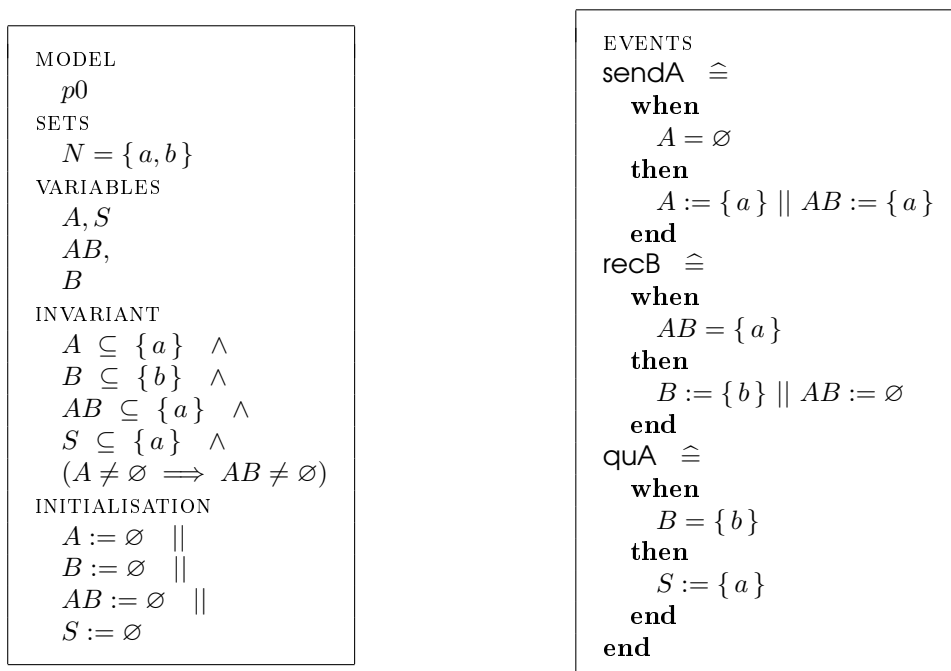 MODEL
p0
SETS
N = { a, b }
VARIABLES
A, S
AB,
B
INVARIANT
A ⊆ { a } ∧
B ⊆ { b } ∧
AB ⊆ { a } ∧
S ⊆ { a } ∧
(A ≠ ∅ ⟹ AB ≠ ∅)
INITIALISATION
A := ∅ ||
B := ∅ ||
AB := ∅ ||
S := ∅
EVENTS
sendA ≙
when
A = ∅
then
A := { a } || AB := { a }
end
recB ≙
when
AB = { a }
then
B := { b } || AB := ∅
end
quA ≙
when
B = { b }
then
S := { a }
end
end